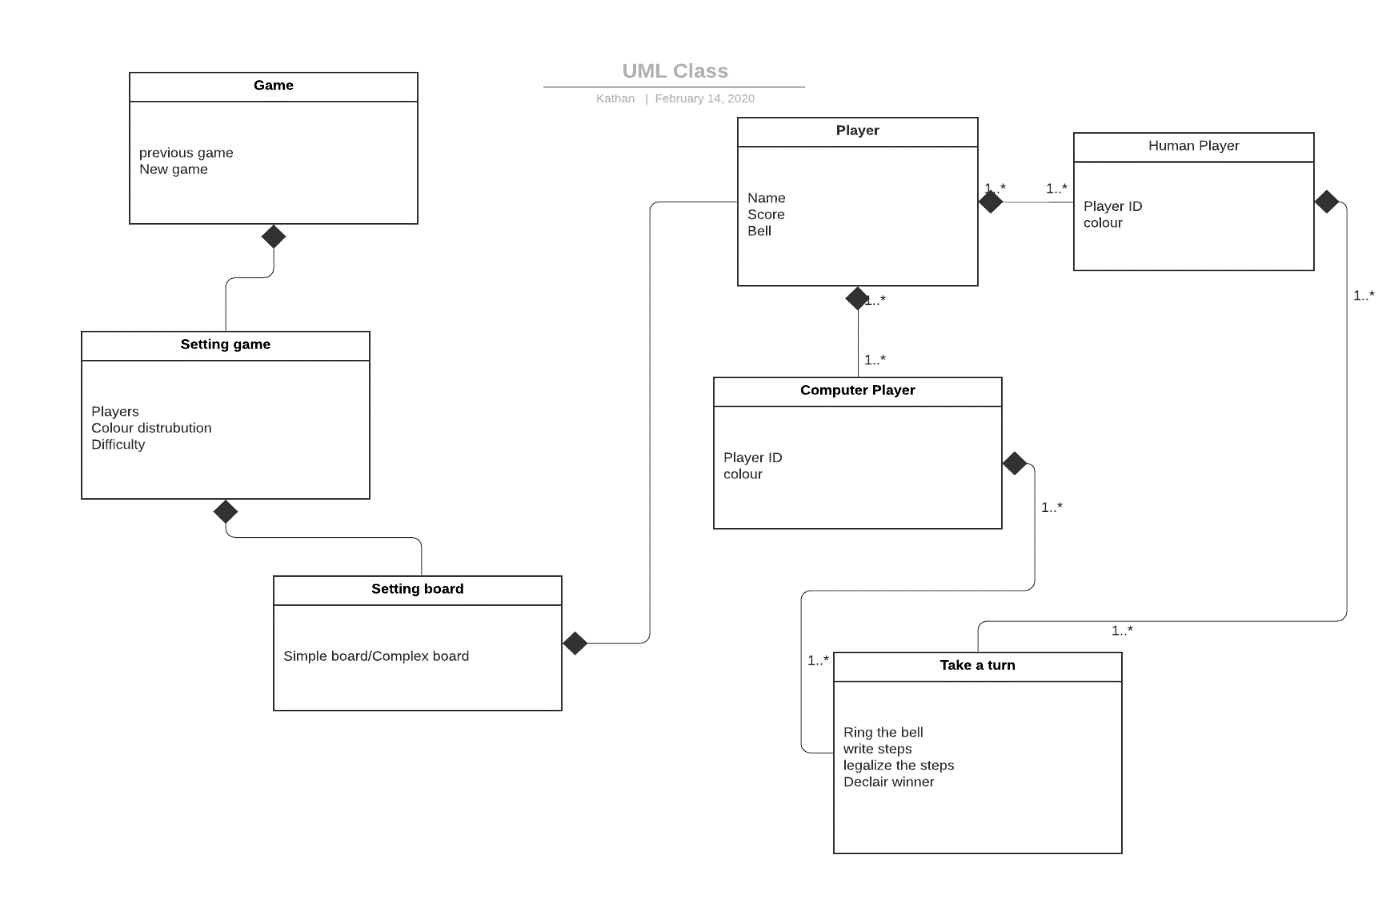 UML Class
Kathan | February 14, 2020
Game
previous game
New game
Player
Name
Score
Bell
1..*
1..*
Human Player
Player ID
colour
1..*
1..*
1..*
Setting game
Players
Colour distrubution
Difficulty
Computer Player
Player ID
colour
1..*
Setting board
Simple board/Complex board
1..*
1..*
Take a turn
Ring the bell
write steps
legalize the steps
Declair winner